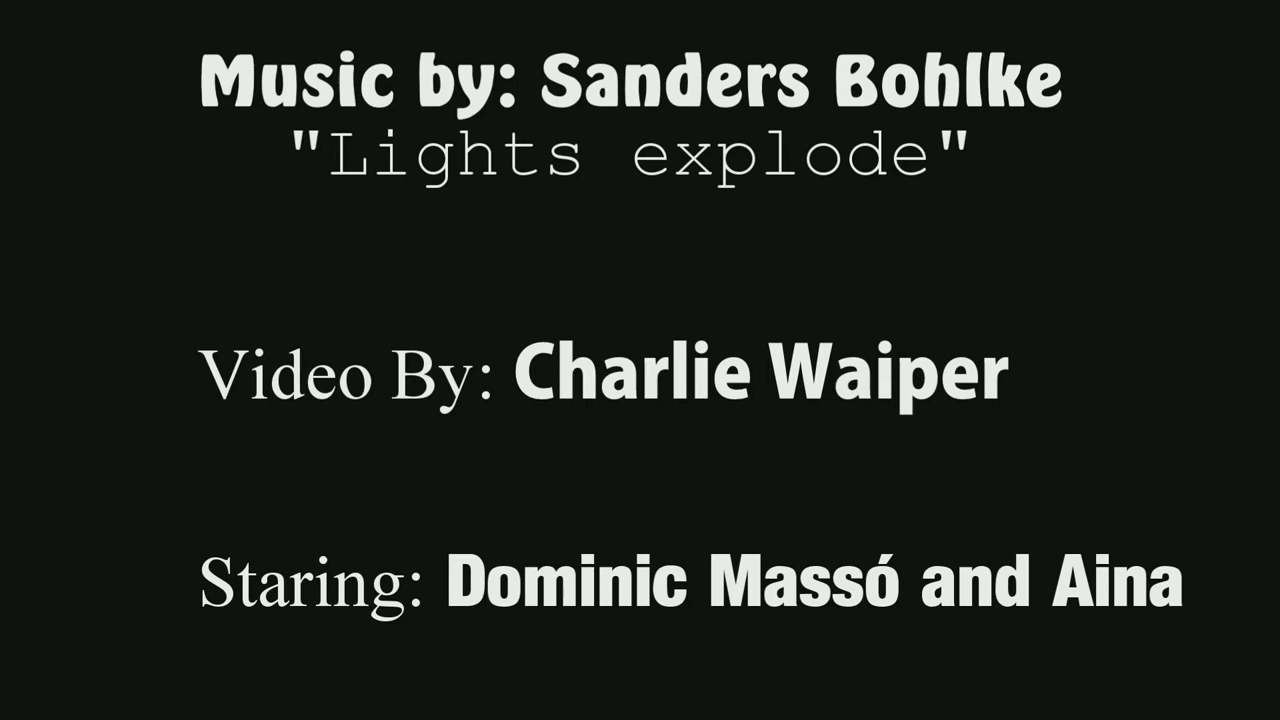 Music by: Sanders Bohlke
"Lights explode"
Video By: Charlie Waiper
Staring: Dominic Massó and Aina